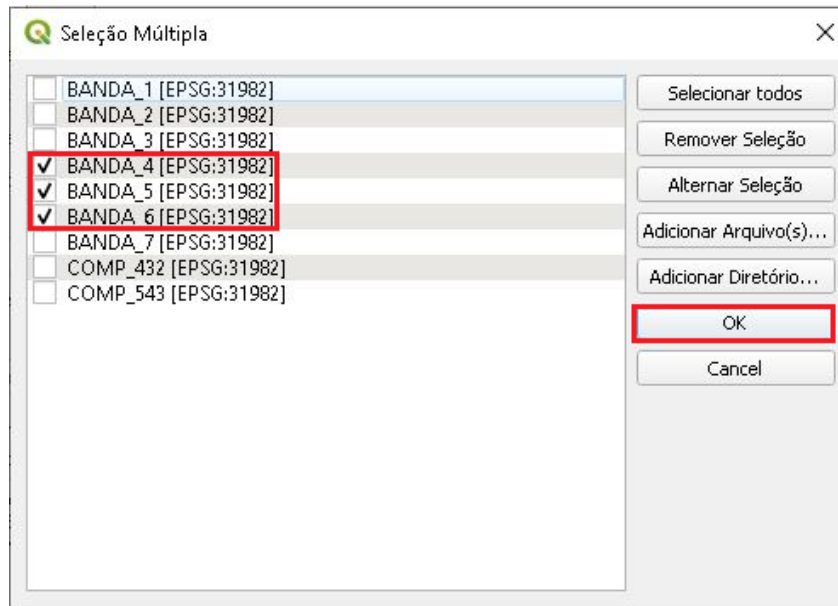 Seleção Múltipla
BANDA_1 [EPSG:31982]
BANDA_2 [EPSG:31982]
BANDA_3 [EPSG:31982]
BANDA_4 [EPSG:31982]
BANDA_5 [EPSG:31982]
BANDA_6 [EPSG:31982]
BANDA_7 [EPSG:31982]
COMP_432 [EPSG:31982]
COMP_543 [EPSG:31982]
Selecionar todos
Remover Seleção
Alternar Seleção
Adicionar Arquivo(s)...
Adicionar Diretório...
OK
Cancel